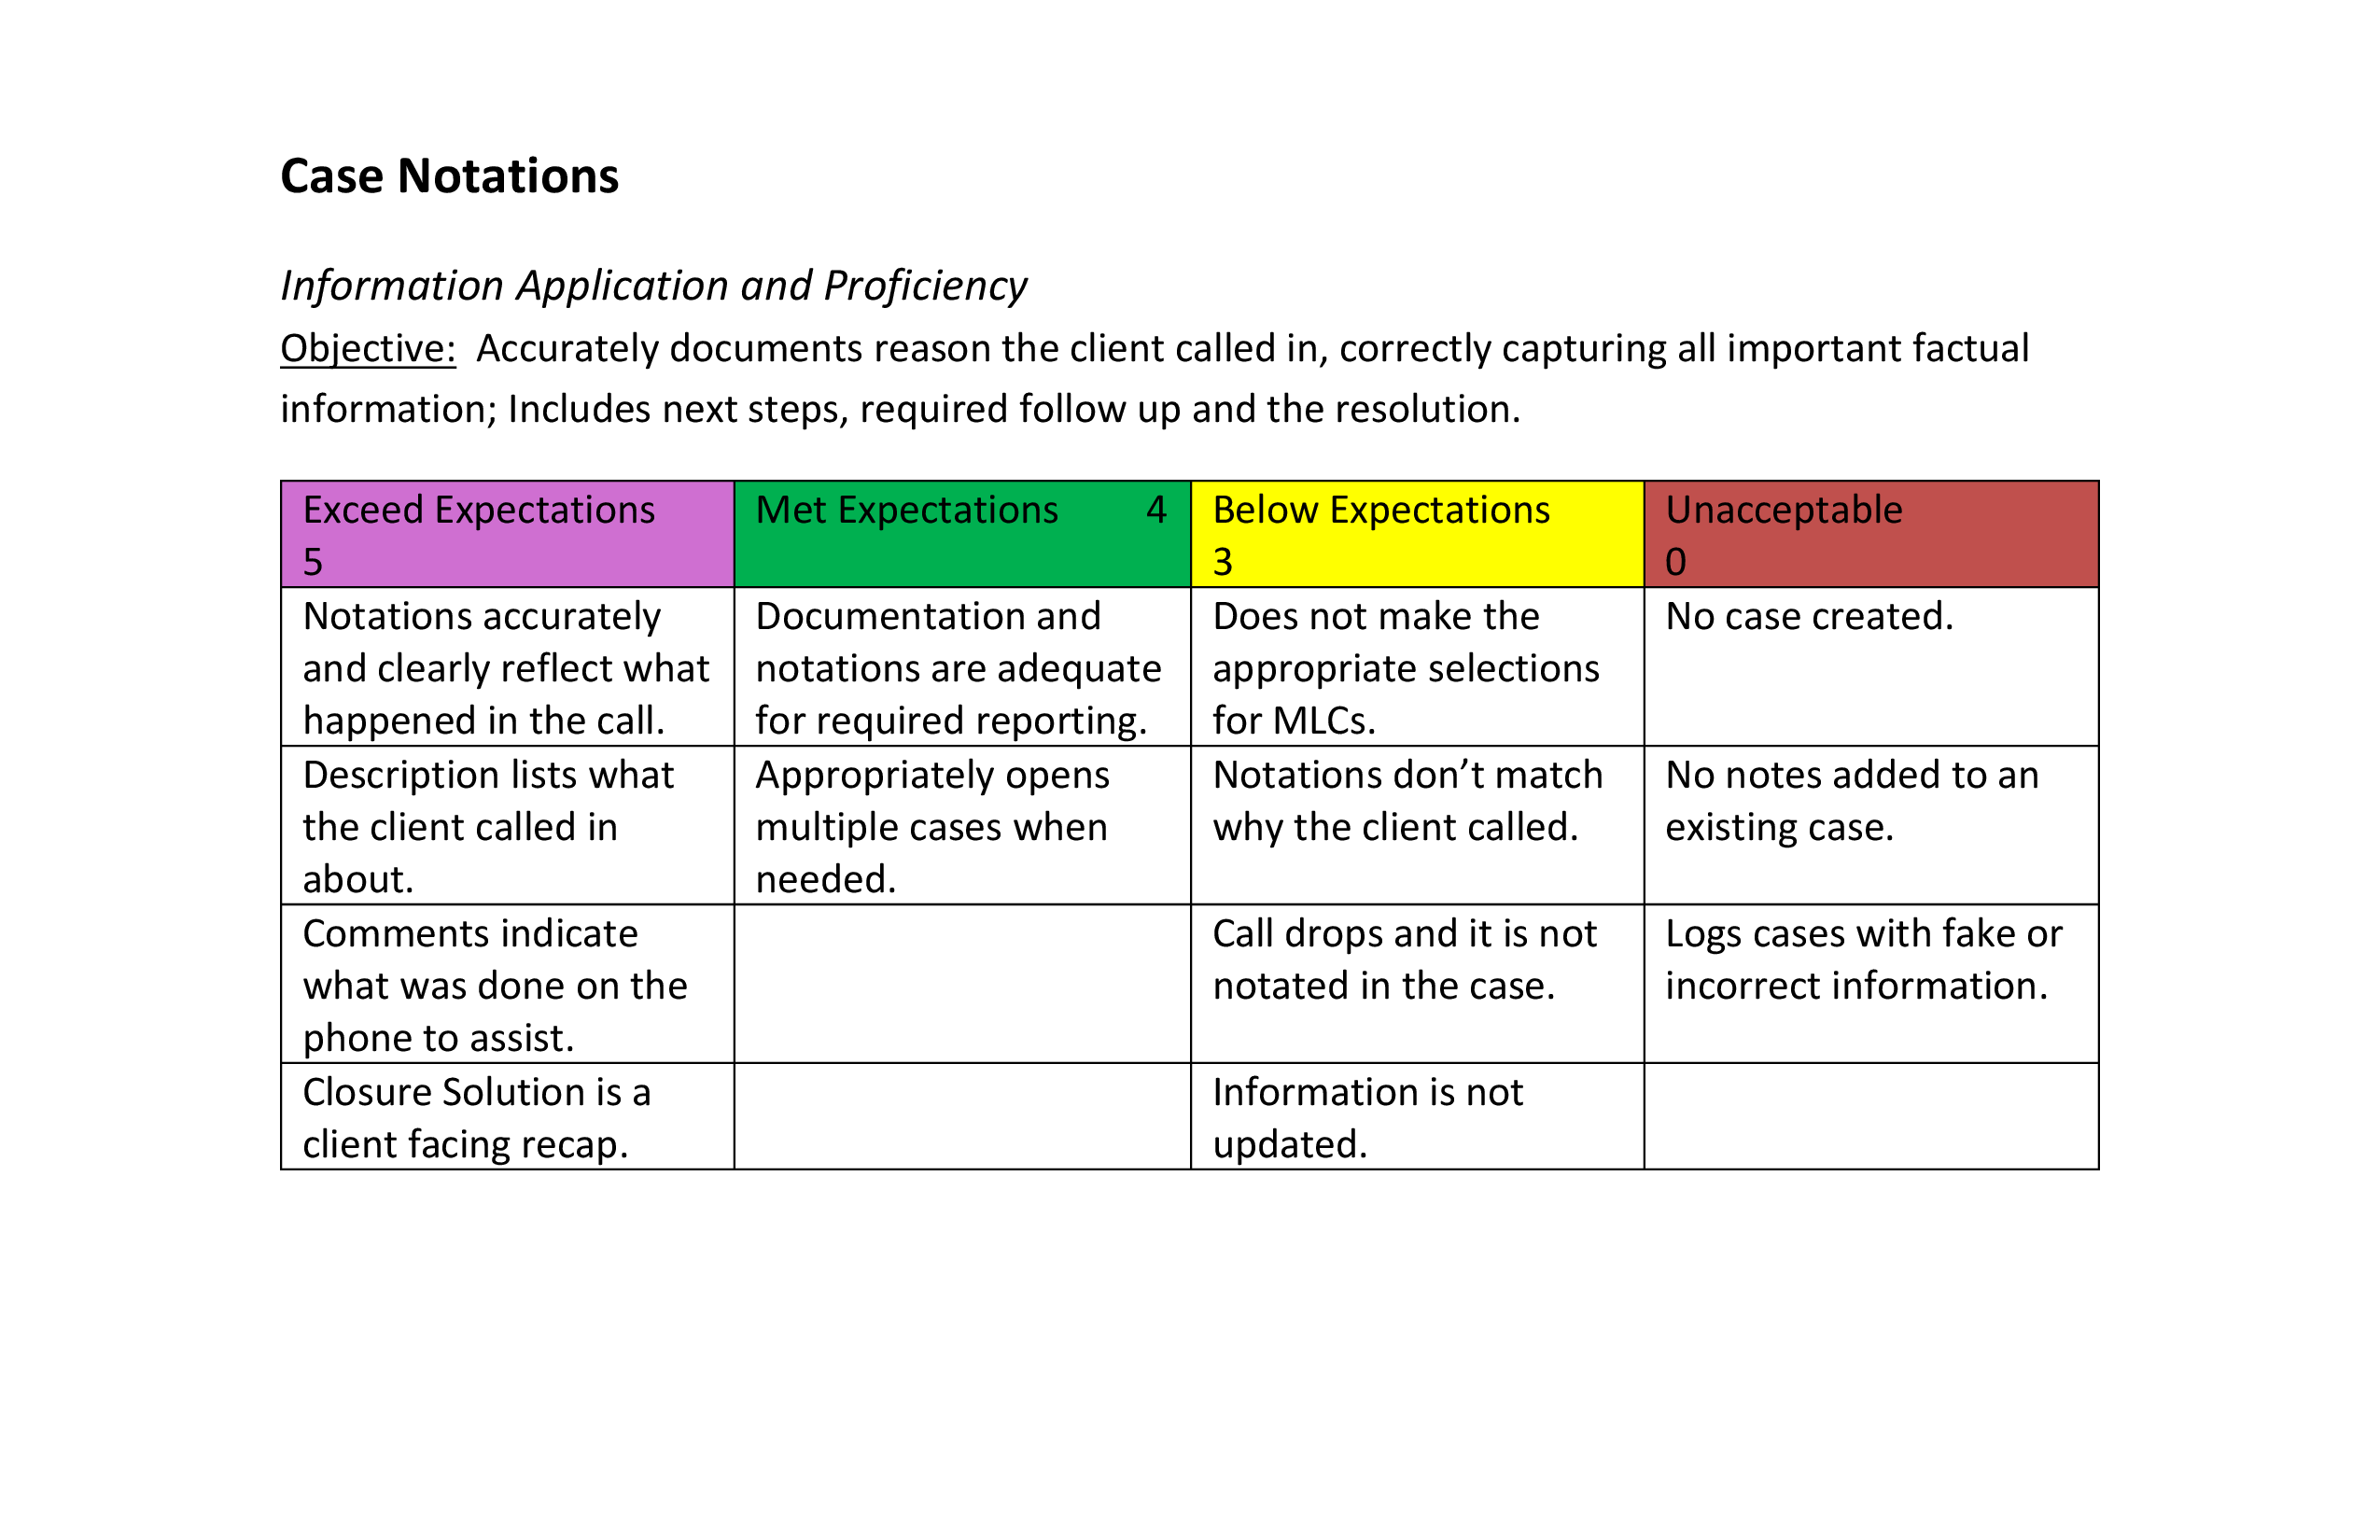 Case Notations
Information Application and Proficiency
Objective:  Accurately documents reason the client called in, correctly capturing all important factual
information; Includes next steps, required follow up and the resolution.
Exceed Expectations
5
Met Expectations 4
Below Expectations
3
Unacceptable
0
Notations accurately
and clearly reflect what
happened in the call.
Documentation and
notations are adequate
for required reporting.
Does not make the
appropriate selections
for MLCs.
No case created.
Description lists what
the client called in
about.
Appropriately opens
multiple cases when
needed.
Notations don’t match
why the client called.
No notes added to an
existing case.
Comments indicate
what was done on the
phone to assist.
Call drops and it is not
notated in the case.
Logs cases with fake or
incorrect information.
Closure Solution is a
client facing recap.
Information is not
updated.